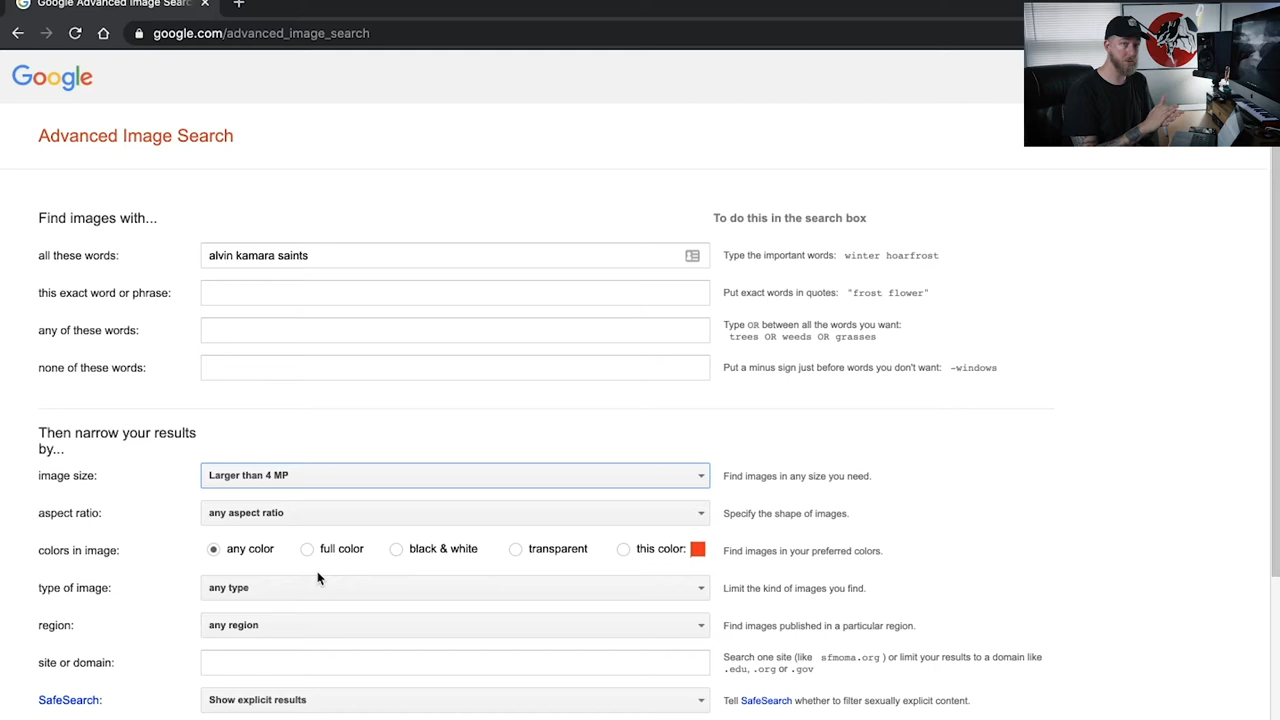 Google Advanced Image Searc
google.com/advanced_image_search
Google
Advanced Image Search
Find images with...
To do this in the search box
all these words:
alvin kamara saints
Type the important words: winter hoarfrost
this exact word or phrase:
Put exact words in quotes: "frost flower"
any of these words:
Type OR between all the words you want:
trees OR weeds OR grasses
none of these words:
Put a minus sign just before words you don't want: -windows
Then narrow your results
by...
image size:
Larger than 4 MP
Find images in any size you need.
aspect ratio:
any aspect ratio
Specify the shape of images.
colors in image:
any color full color black & white transparent this color:
Find images in your preferred colors.
type of image:
any type
Limit the kind of images you find.
region:
any region
Find images published in a particular region.
site or domain:
Search one site (like sfmoma.org ) or limit your results to a domain like
.edu, .org or .gov
SafeSearch:
Show explicit results
Tell SafeSearch whether to filter sexually explicit content.